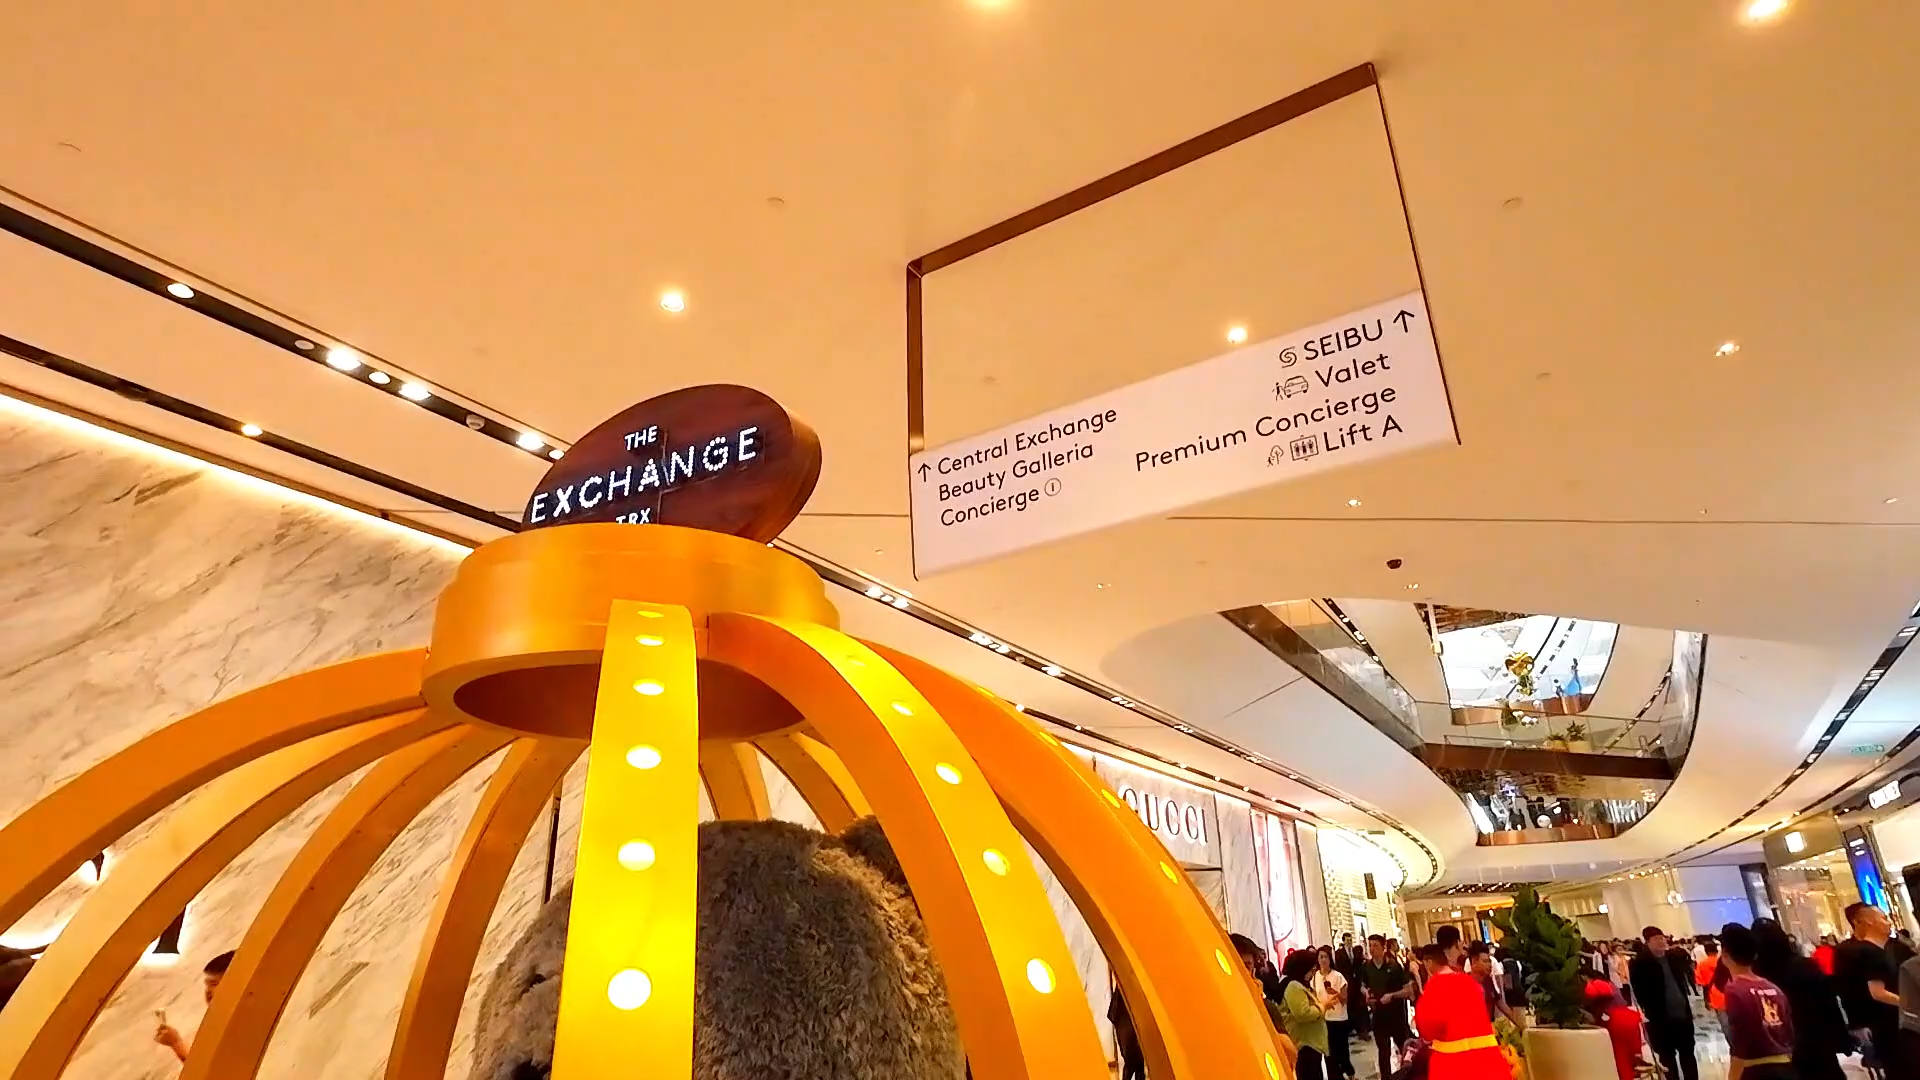 THE
EXCHANGE
TRX
↑ Central Exchange
Beauty Galleria
Concierge
SEIBU ↑
Valet
Premium Concierge
Lift A
GUCCI